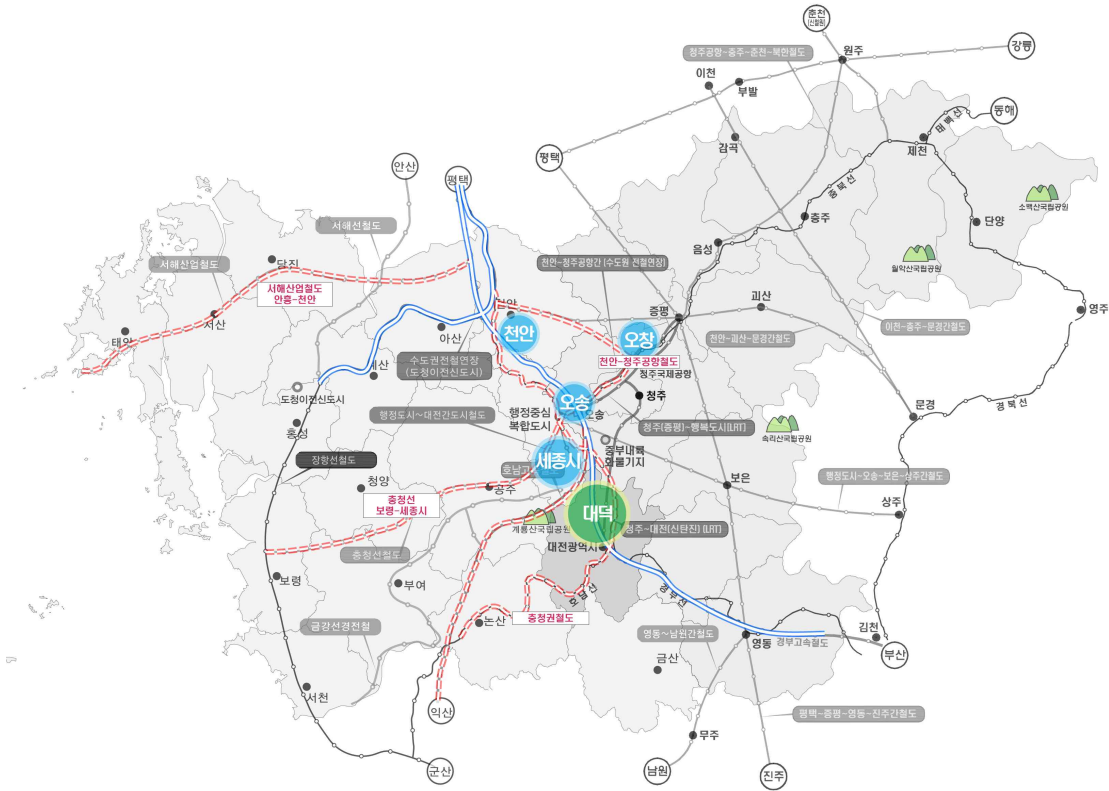 춘천
(신철원)
강릉
청주공항-충주-춘천-북한철도
원주
이천
부발
동해
태백선
감곡
제천
평택
안산
평택
충북선
소백산국립공원
단양
충주
서해선철도
음성
월악산국립공원
서해산업철도
당진
천안-청주공항간 (수도권 전철연장)
서해산업철도
안흥-천안
괴산
영주
서산
증평
이천-충주-문경간철도
태안
천안
오창
천안-괴산-문경간철도
아산
수도권전철연장
(도청이전신도시)
천안-청주공항철도
예산
청주국제공항
도청이전신도시
청주
오송
경북선
문경
행정도시~대전간도시철도
행정중심
복합도시
오송
홍성
청주(증평)-행복도시(LRT)
속리산국립공원
장항선철도
중부내륙
화물기지
세종시
호남고
청양
공주
보은
행정도시-오송-보은-상주간철도
충청선
보령-세종시
대덕
상주
계룡산국립공원
청주-대전(신탄진) (LRT)
대전광역시
충청선철도
보령
부여
호남선
경부선
충청권철도
논산
금강선경전철
영동~남원간철도
김천
영동
경부고속철도
부산
금산
서천
익산
평택-증평-영동-진주간철도
무주
군산
남원
진주